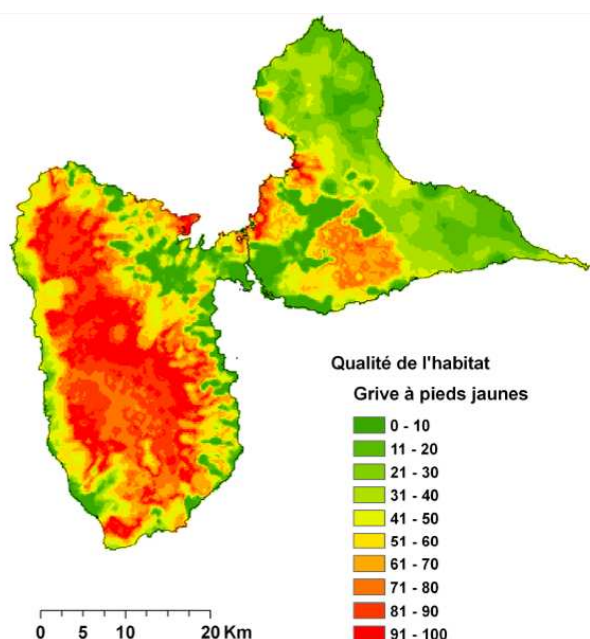 Qualité de l'habitat
Grive à pieds jaunes
0 - 10
11 - 20
21 - 30
31 - 40
41 - 50
51 - 60
61 - 70
71 - 80
81 - 90
91 - 100
0 5 10 20 Km